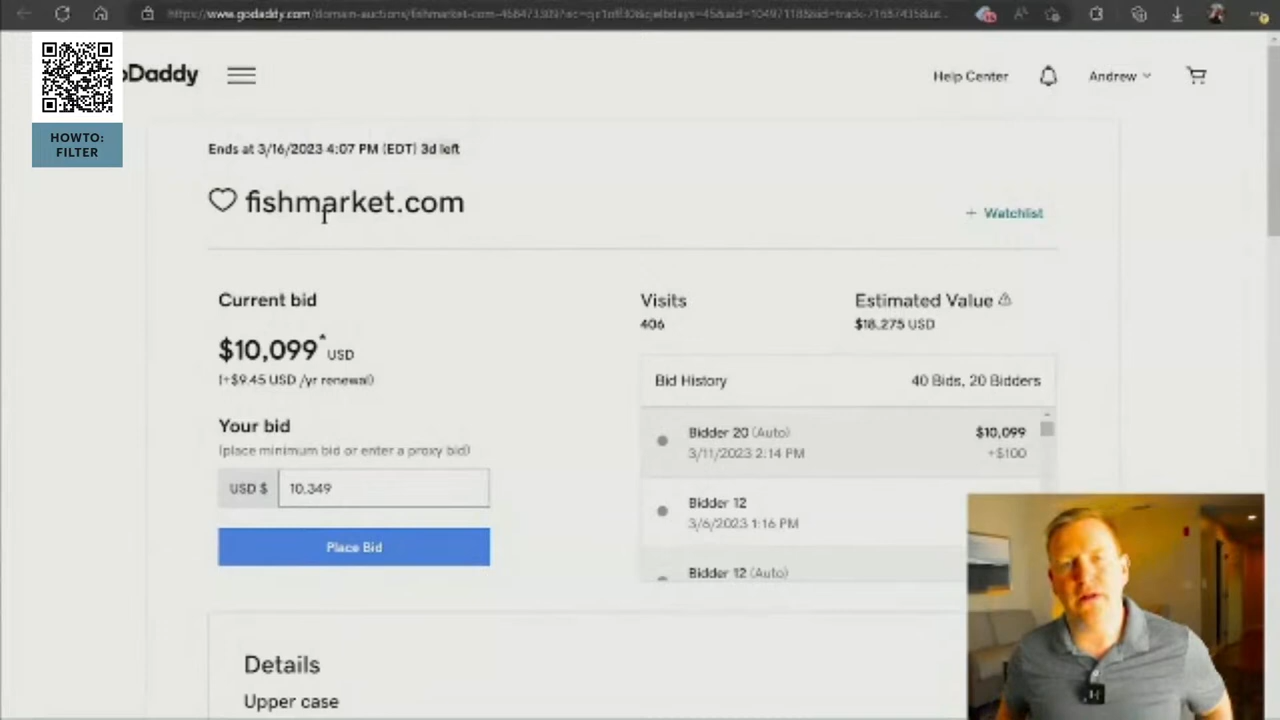 oDaddy
Help Center
Andrew
HOWTO:
FILTER
Ends at 3/16/2023 4:07 PM (EDT) 3d left
fishmarket.com
+ Watchlist
Current bid
$10,099* USD
(+$9.45 USD /yr renewal)
Visits
406
Estimated Value
$18,275 USD
Your bid
(place minimum bid or enter a proxy bid)
USD $ 10,349
Place Bid
Bid History 40 Bids, 20 Bidders
Bidder 20 (Auto) $10,099
3/11/2023 2:14 PM +$100
Bidder 12
3/6/2023 1:16 PM
Bidder 12 (Auto)
Details
Upper case